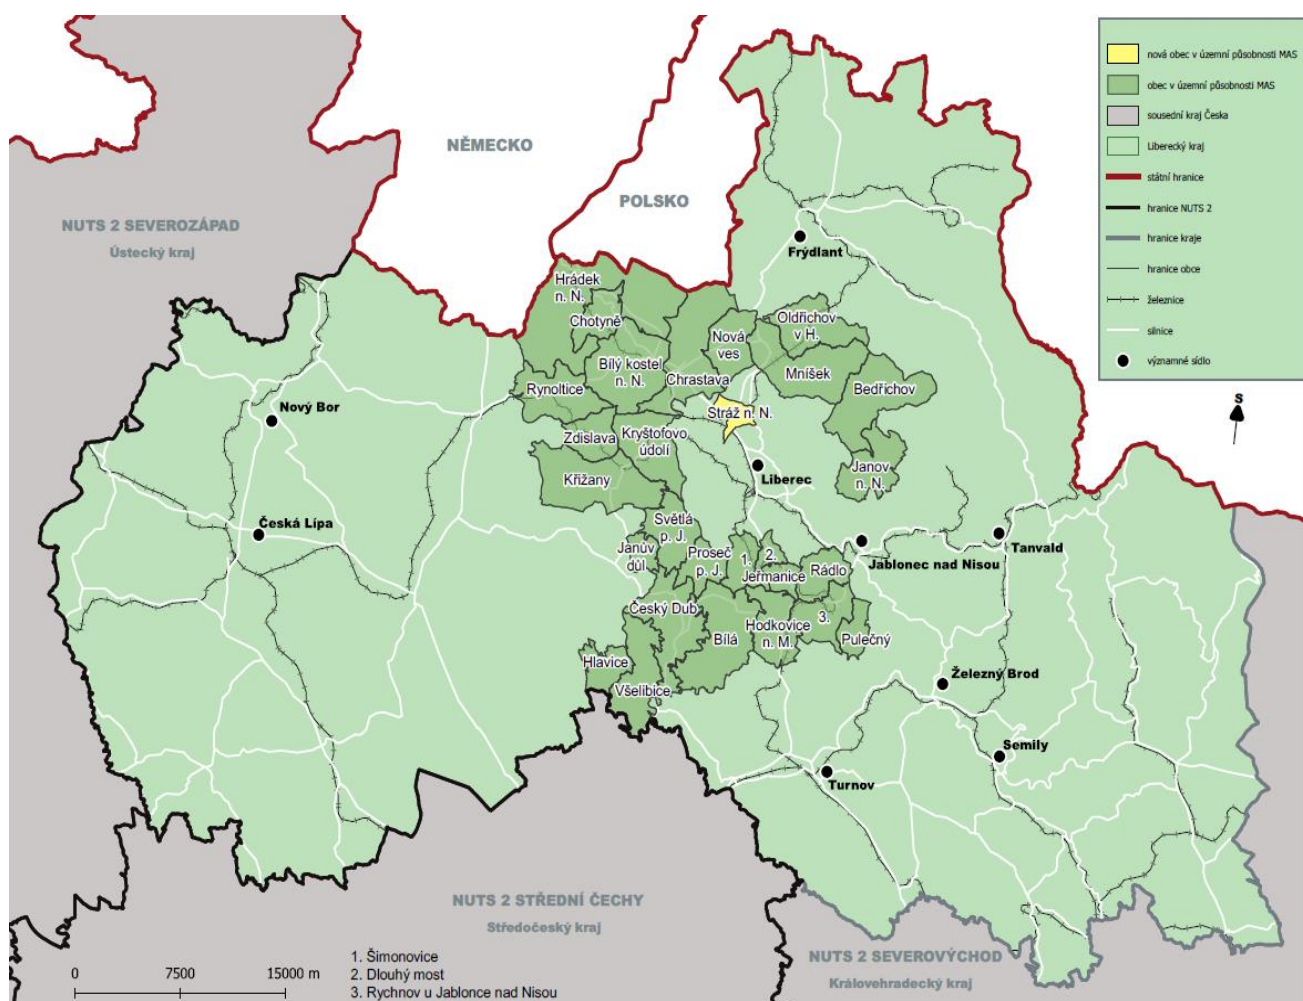 nová obec v územní působnosti MAS
obec v územní působnosti MAS
sousední kraj Česka
Liberecký kraj
státní hranice
hranice NUTS 2
hranice kraje
hranice obce
železnice
silnice
významné sídlo
S
NĚMECKO
POLSKO
NUTS 2 SEVEROZÁPAD
Ústecký kraj
Frýdlant
Hrádek
n. N.
Chotyně
Oldřichov
v H.
Nová
ves
Bílý kostel
n. N.
Chrastava
Mníšek
Bedřichov
Rynoltice
Nový Bor
Stráž n. N.
Zdislava
Kryštofovo
údolí
Křižany
Liberec
Janov
n. N.
Česká Lípa
Světlá
p. J.
Janův
důl
Proseč
p. J.
1.
2.
Jeřmanice
Rádlo
Jablonec nad Nisou
Tanvald
Český Dub
Bílá
Hodkovice
n. M.
3.
Pulečný
Hlavice
Všelibice
Železný Brod
Semily
Turnov
NUTS 2 STŘEDNÍ ČECHY
Středočeský kraj
NUTS 2 SEVEROVÝCHOD
Královehradecký kraj
0 7500 15000 m
1. Šimonovice
2. Dlouhý most
3. Rychnov u Jablonce nad Nisou